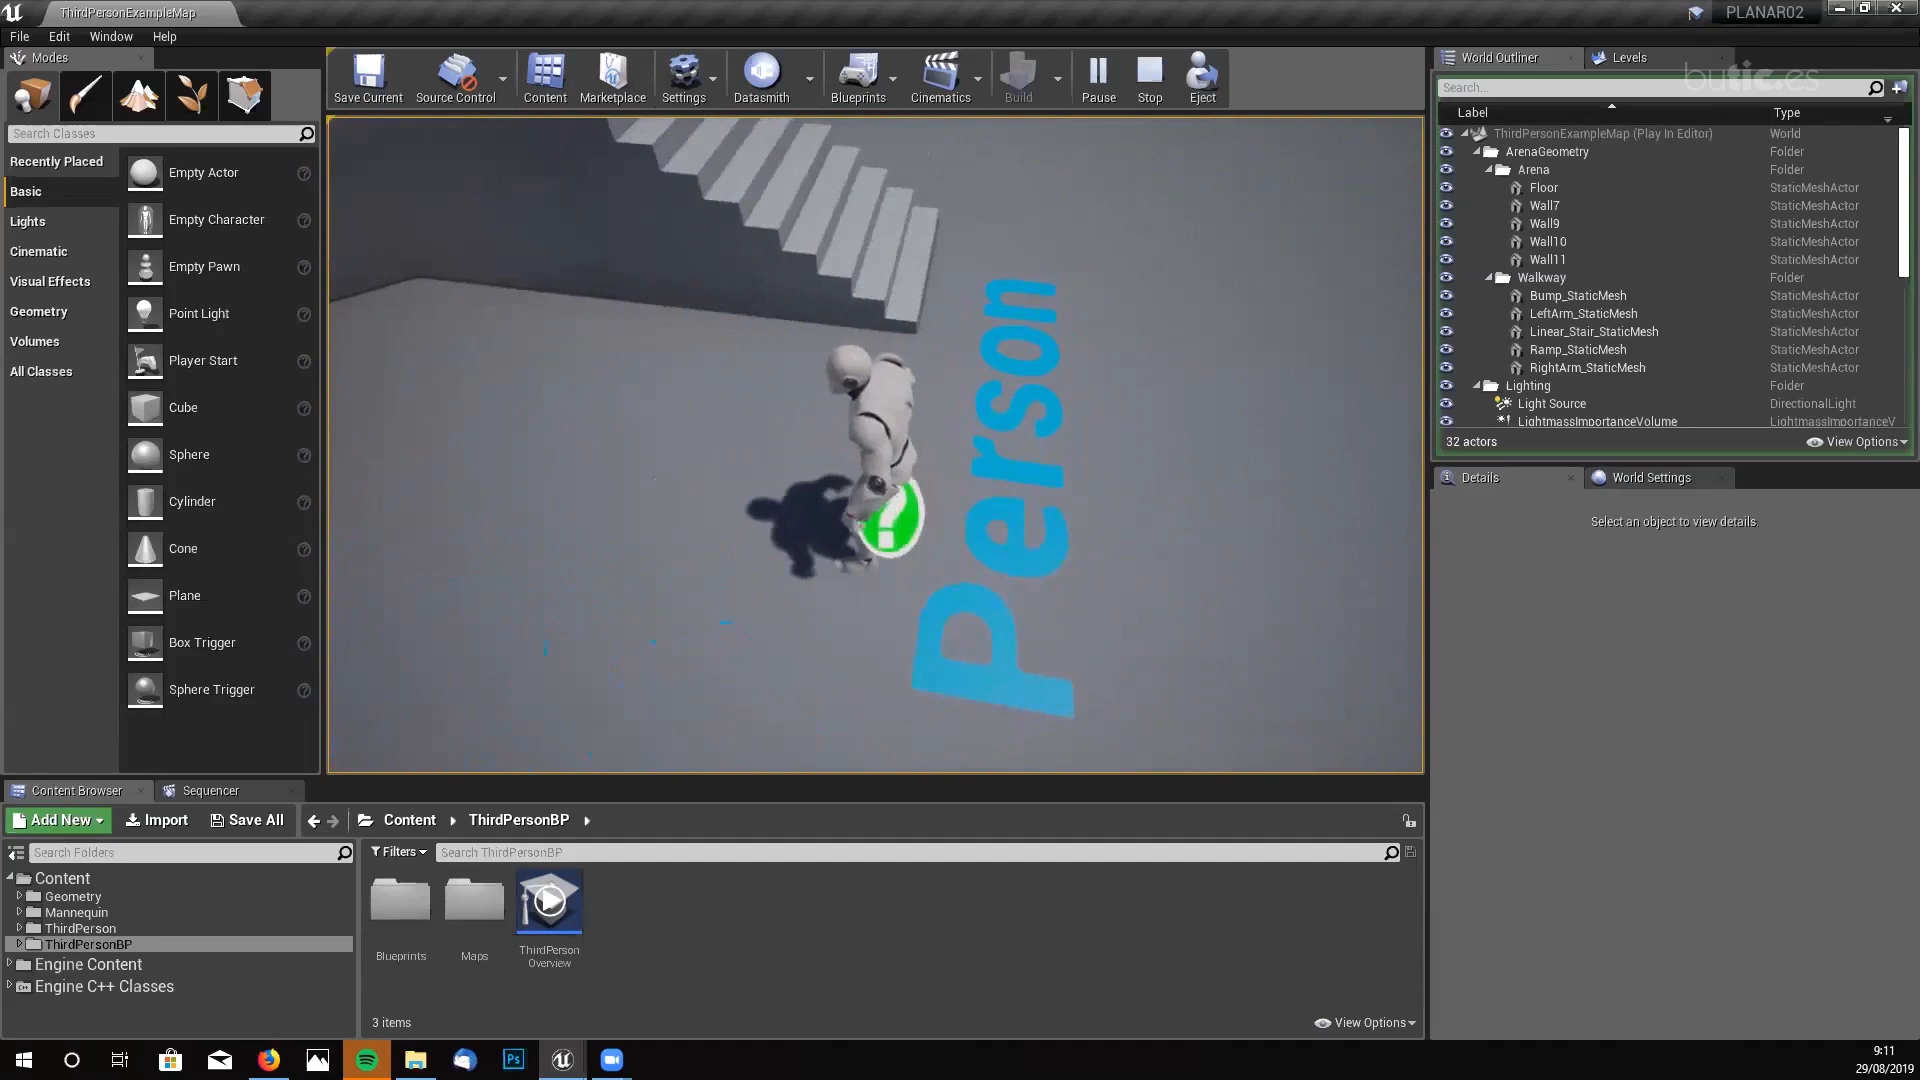 ThirdPersonExampleMap
PLANAR02
File Edit Window Help
Modes
Search Classes
Recently Placed
Basic
Lights
Cinematic
Visual Effects
Geometry
Volumes
All Classes
Empty Actor
Empty Character
Empty Pawn
Point Light
Player Start
Cube
Sphere
Cylinder
Cone
Plane
Box Trigger
Sphere Trigger
Save Current Source Control Content Marketplace Settings Datasmith Blueprints Cinematics Build Pause Stop Eject
Person
World Outliner Levels
butic.es
Search...
Label Type
ThirdPersonExampleMap (Play In Editor) World
ArenaGeometry Folder
Arena Folder
Floor StaticMeshActor
Wall7 StaticMeshActor
Wall9 StaticMeshActor
Wall10 StaticMeshActor
Wall11 StaticMeshActor
Walkway Folder
Bump_StaticMesh StaticMeshActor
LeftArm_StaticMesh StaticMeshActor
Linear_Stair_StaticMesh StaticMeshActor
Ramp_StaticMesh StaticMeshActor
RightArm_StaticMesh StaticMeshActor
Lighting Folder
Light Source DirectionalLight
LightmassImportanceVolume LightmassImportanceV
32 actors View Options
Details World Settings
Select an object to view details.
Content Browser Sequencer
Add New Import Save All Content ThirdPersonBP
Search Folders
Filters Search ThirdPersonBP
Content
Geometry
Mannequin
ThirdPerson
ThirdPersonBP
Engine Content
Engine C++ Classes
Blueprints
Maps
ThirdPerson
Overview
3 items View Options
Ps
9:11
29/08/2019